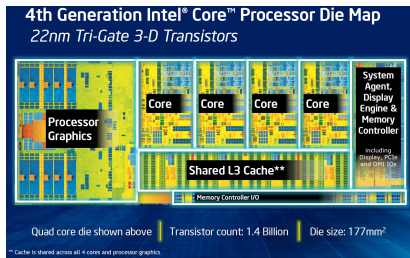 4th Generation Intel® Core™ Processor Die Map
22nm Tri-Gate 3-D Transistors
Processor
Graphics
Core
Core
Core
Core
System
Agent,
Display
Engine &
Memory
Controller
including
Display, PCIe
and DMI IOs
Shared L3 Cache**
Memory Controller I/O
Quad core die shown above
Transistor count: 1.4 Billion
Die size: 177mm²
** Cache is shared across all 4 cores and processor graphics